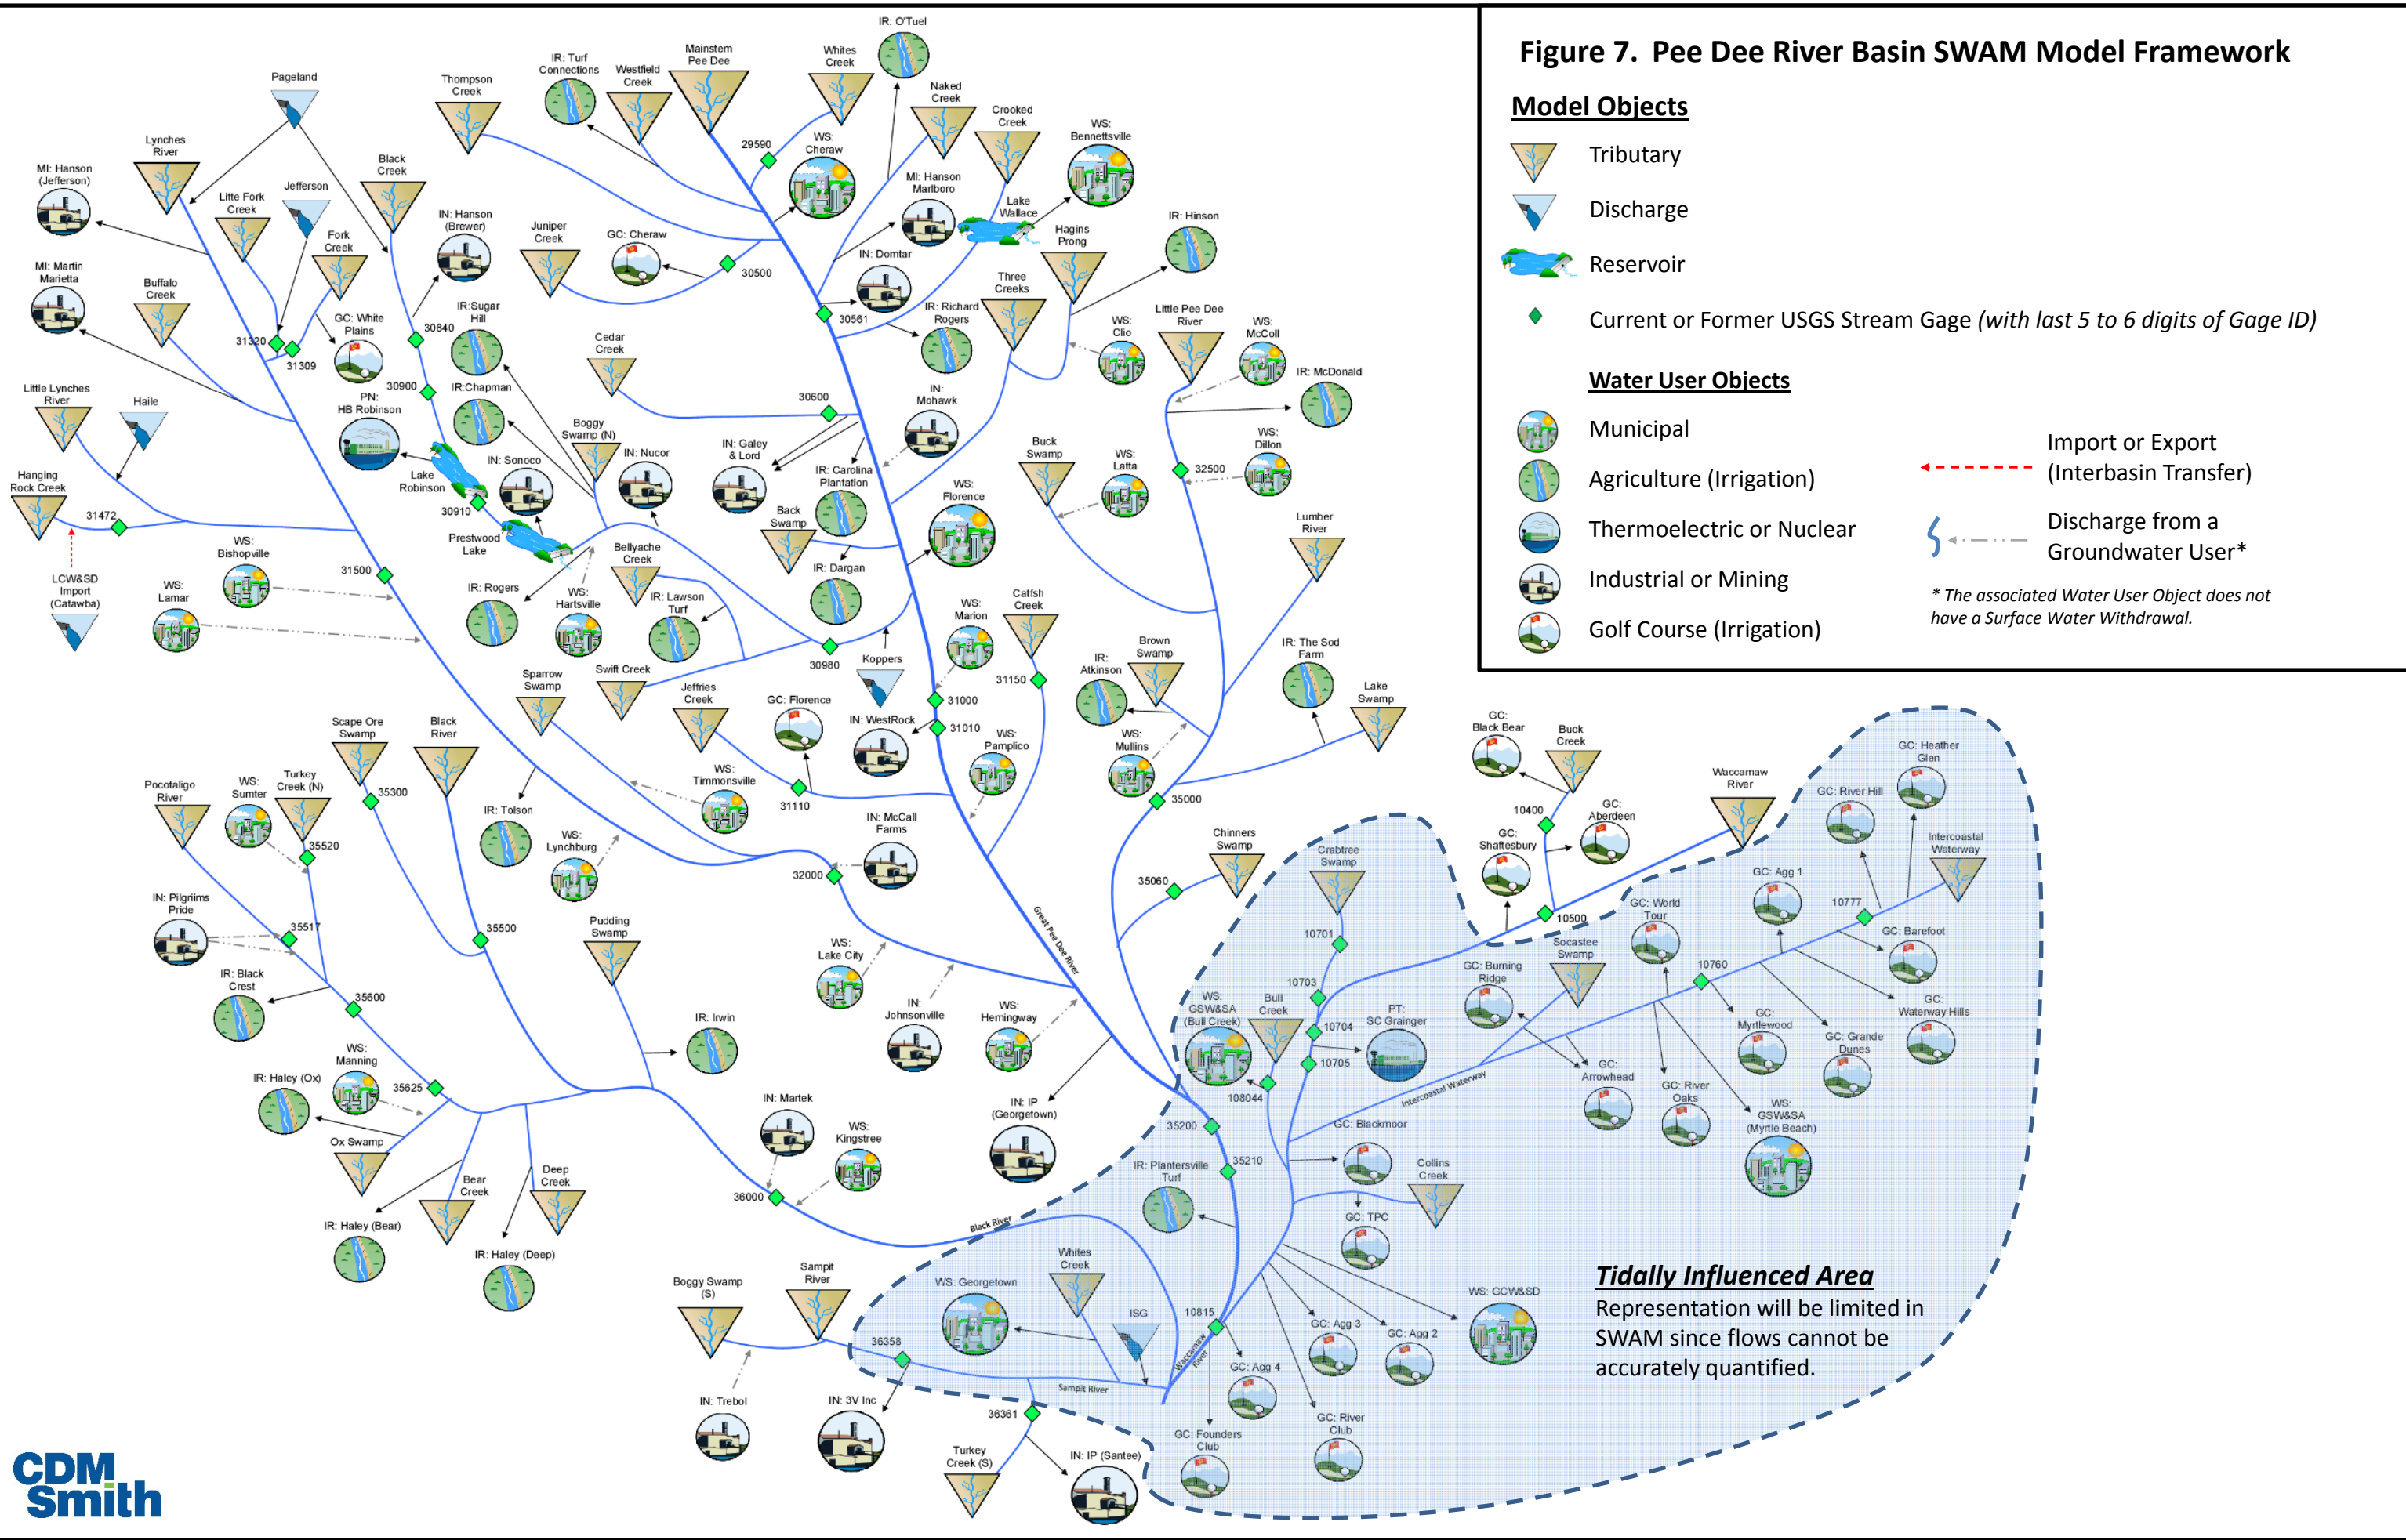 Figure 7. Pee Dee River Basin SWAM Model Framework
Model Objects
Tributary
Discharge
Reservoir
Current or Former USGS Stream Gage (with last 5 to 6 digits of Gage ID)
Water User Objects
Municipal
Agriculture (Irrigation)
Thermoelectric or Nuclear
Industrial or Mining
Golf Course (Irrigation)
Import or Export
(Interbasin Transfer)
Discharge from a
Groundwater User*
* The associated Water User Object does not
have a Surface Water Withdrawal.
IR: O'Tuel
Mainstem
Pee Dee
Whites
Creek
IR: Turf
Connections
Westfield
Creek
Thompson
Creek
Pageland
Naked
Creek
Crooked
Creek
WS:
Bennettsville
29590
WS:
Cheraw
Lynches
River
MI: Hanson
(Jefferson)
Black
Creek
Jefferson
Litte Fork
Creek
Fork
Creek
IN: Hanson
(Brewer)
Juniper
Creek
GC: Cheraw
30500
MI: Hanson
Marlboro
Lake
Wallace
Hagins
Prong
IR: Hinson
IN: Domtar
30561
MI: Martin
Marietta
Buffalo
Creek
31320
31309
GC: White
Plains
30840
IR:Sugar
Hill
Three
Creeks
IR: Richard
Rogers
WS:
Clio
Little Pee Dee
River
WS:
McColl
IR: McDonald
Cedar
Creek
30600
IN:
Mohawk
Little Lynches
River
Haile
PN:
HB Robinson
30900
IR:Chapman
Boggy
Swamp (N)
IN: Nucor
IN: Sonoco
Lake
Robinson
30910
Prestwood
Lake
IN: Galey
& Lord
IR: Carolina
Plantation
WS:
Florence
Buck
Swamp
WS:
Latta
32500
WS:
Dillon
Hanging
Rock Creek
31472
LCW&SD
Import
(Catawba)
WS:
Bishopville
WS:
Lamar
31500
IR: Rogers
WS:
Hartsville
Bellyache
Creek
IR: Lawson
Turf
Back
Swamp
IR: Dargan
Lumber
River
30980
Koppers
WS:
Marion
Catfsh
Creek
31150
31000
31010
IN: WestRock
WS:
Pamplico
IR:
Atkinson
Brown
Swamp
IR: The Sod
Farm
Lake
Swamp
WS:
Mullins
35000
Sparrow
Swamp
Swift Creek
Jeffries
Creek
GC: Florence
31110
WS:
Timmonsville
Scape Ore
Swamp
Black
River
35300
Pocotaligo
River
WS:
Sumter
Turkey
Creek (N)
35520
IR: Tolson
WS:
Lynchburg
IN: McCall
Farms
32000
Great Pee Dee River
Chinners
Swamp
35060
IN: Pilgriims
Pride
35517
IR: Black
Crest
35600
35500
Pudding
Swamp
IR: Irwin
WS:
Lake City
IN:
Johnsonville
WS:
Hemingway
IN: IP
(Georgetown)
WS:
Manning
IR: Haley (Ox)
35625
Ox Swamp
Bear
Creek
Deep
Creek
IR: Haley (Bear)
IR: Haley (Deep)
IN: Martek
WS:
Kingstree
36000
Black River
GC:
Black Bear
Buck
Creek
10400
GC:
Aberdeen
GC:
Shaftesbury
10500
Waccamaw
River
Crabtree
Swamp
10701
10703
10704
10705
PT:
SC Grainger
WS:
GSW&SA
(Bull Creek)
Bull
Creek
108044
GC: Heather
Glen
GC: River Hill
Intercoastal
Waterway
GC: Agg 1
10777
GC: World
Tour
GC: Barefoot
Socastee
Swamp
10760
GC: Burning
Ridge
GC:
Waterway Hills
GC:
Myrtlewood
GC: Grande
Dunes
GC:
Arrowhead
GC: River
Oaks
WS:
GSW&SA
(Myrtle Beach)
Intercoastal Waterway
35200
35210
GC: Blackmoor
Collins
Creek
GC: TPC
IR: Plantersville
Turf
Tidally Influenced Area
Representation will be limited in
SWAM since flows cannot be
accurately quantified.
Boggy Swamp
(S)
Sampit
River
36358
WS: Georgetown
Whites
Creek
ISG
10815
Waccamaw
River
Sampit River
WS: GCW&SD
GC: Agg 3
GC: Agg 2
GC: Agg 4
GC: River
Club
GC: Founders
Club
IN: Trebol
IN: 3V Inc
36361
Turkey
Creek (S)
IN: IP (Santee)
CDM
Smith